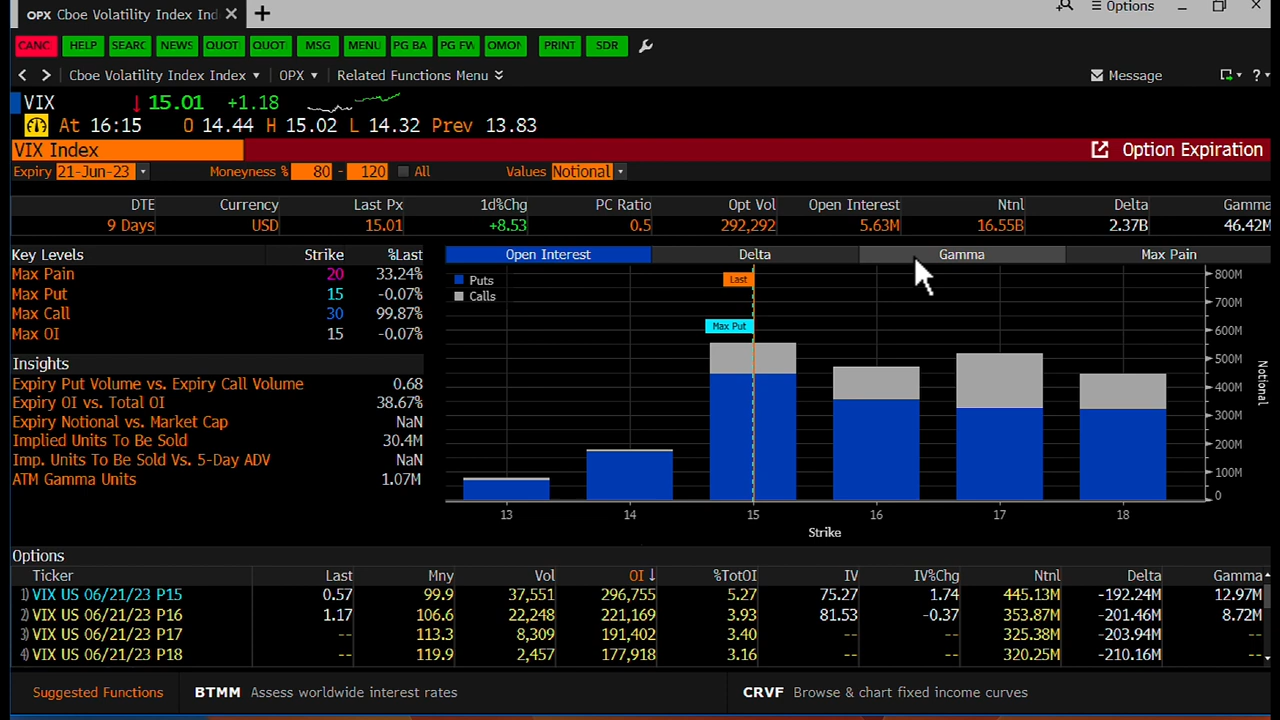 OPX Cboe Volatility Index Ind
Options
CANC HELP SEARC NEWS QUOT QUOT MSG MENU PG BA PG FW OMON PRINT SDR
Cboe Volatility Index Index OPX Related Functions Menu Message ?
VIX 15.01 +1.18
At 16:15 O 14.44 H 15.02 L 14.32 Prev 13.83
VIX Index Option Expiration
Expiry 21-Jun-23 Moneyness % 80 - 120 All Values Notional
DTE Currency Last Px 1d%Chg PC Ratio Opt Vol Open Interest Ntnl Delta Gamma
9 Days USD 15.01 +8.53 0.5 292,292 5.63M 16.55B 2.37B 46.42M
Key Levels Strike %Last
Max Pain 20 33.24%
Max Put 15 -0.07%
Max Call 30 99.87%
Max OI 15 -0.07%
Insights
Expiry Put Volume vs. Expiry Call Volume 0.68
Expiry OI vs. Total OI 38.67%
Expiry Notional vs. Market Cap NaN
Implied Units To Be Sold 30.4M
Imp. Units To Be Sold Vs. 5-Day ADV NaN
ATM Gamma Units 1.07M
Open Interest Delta Gamma Max Pain
Puts
Calls
Last
Max Put
800M
700M
600M
500M
400M
300M
200M
100M
0
Notional
13 14 15 16 17 18
Strike
Options
Ticker Last Mny Vol OI↓ %TotOI IV IV%Chg Ntnl Delta Gamma
1) VIX US 06/21/23 P15 0.57 99.9 37,551 296,755 5.27 75.27 1.74 445.13M -192.24M 12.97M
2) VIX US 06/21/23 P16 1.17 106.6 22,248 221,169 3.93 81.53 -0.37 353.87M -201.46M 8.72M
3) VIX US 06/21/23 P17 -- 113.3 8,309 191,402 3.40 -- -- 325.38M -203.94M --
4) VIX US 06/21/23 P18 -- 119.9 2,457 177,918 3.16 -- -- 320.25M -210.16M --
Suggested Functions BTMM Assess worldwide interest rates CRVF Browse & chart fixed income curves